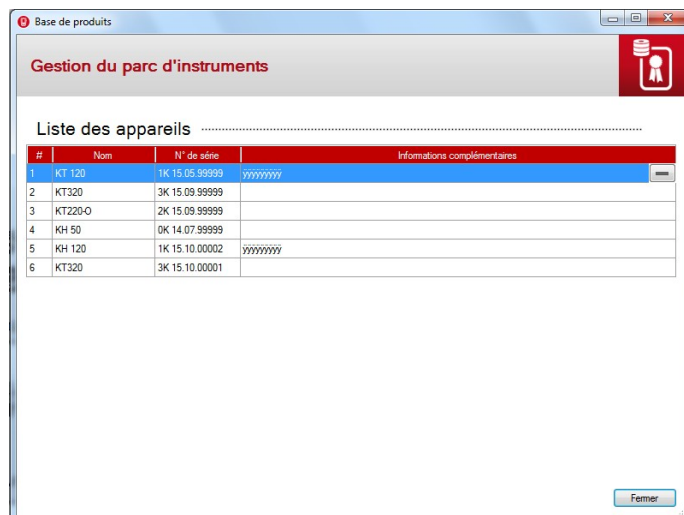 Base de produits
Gestion du parc d'instruments
Liste des appareils
# Nom N° de série Informations complémentaires
1 KT 120 1K 15.05.99999 ÿÿÿÿÿÿÿÿ
2 KT320 3K 15.09.99999
3 KT220-O 2K 15.09.99999
4 KH 50 0K 14.07.99999
5 KH 120 1K 15.10.00002 ÿÿÿÿÿÿÿÿ
6 KT320 3K 15.10.00001
Fermer